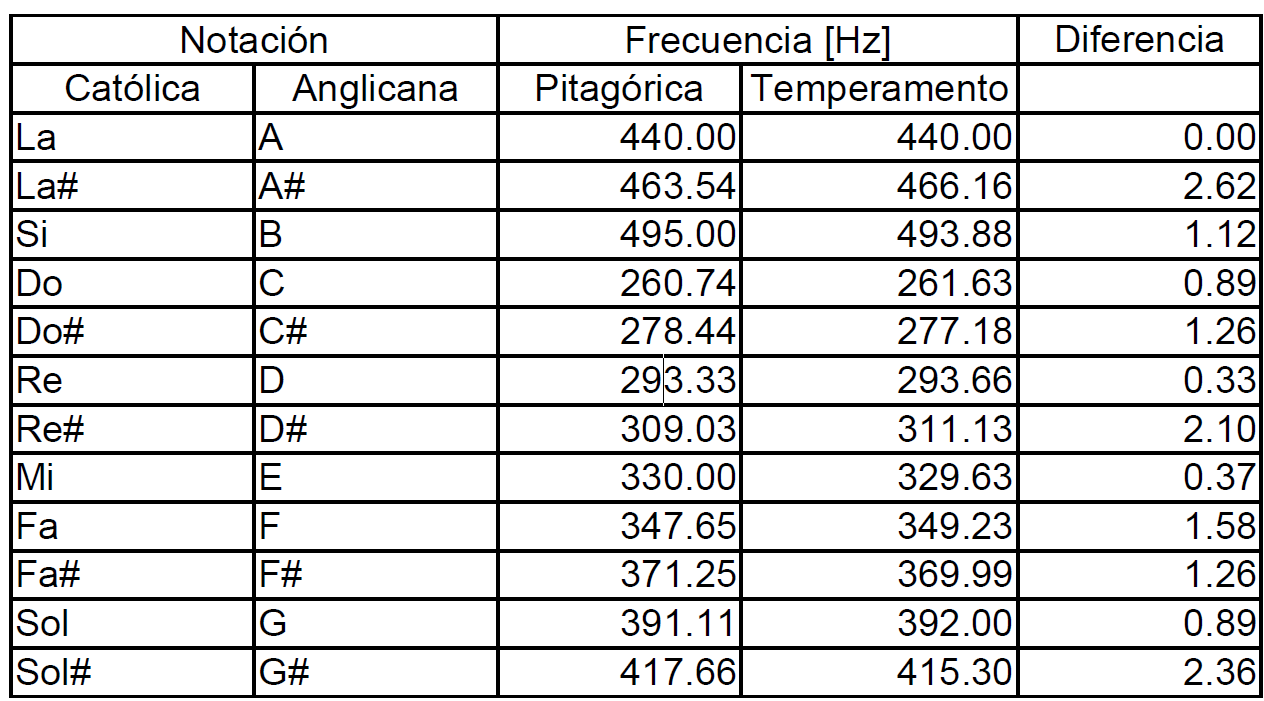 Notación Frecuencia [Hz] Diferencia
Católica Anglicana Pitagórica Temperamento
La A 440.00 440.00 0.00
La# A# 463.54 466.16 2.62
Si B 495.00 493.88 1.12
Do C 260.74 261.63 0.89
Do# C# 278.44 277.18 1.26
Re D 293.33 293.66 0.33
Re# D# 309.03 311.13 2.10
Mi E 330.00 329.63 0.37
Fa F 347.65 349.23 1.58
Fa# F# 371.25 369.99 1.26
Sol G 391.11 392.00 0.89
Sol# G# 417.66 415.30 2.36